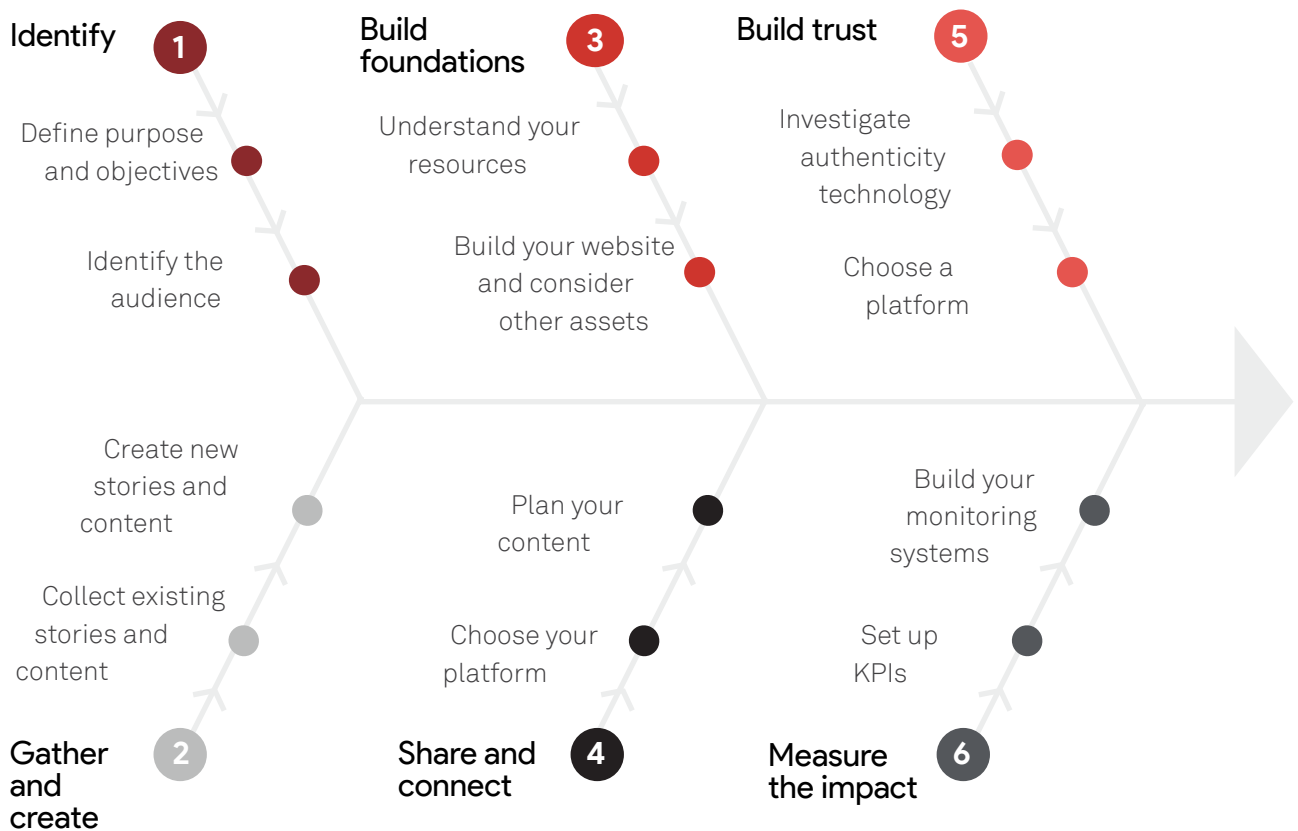 Identify
1
Define purpose
and objectives
Identify the
audience
Build
foundations
3
Understand your
resources
Build your website
and consider
other assets
Build trust
5
Investigate
authenticity
technology
Choose a
platform
Create new
stories and
content
Collect existing
stories and
content
Gather
and
create
2
Plan your
content
Choose your
platform
Share and
connect
4
Build your
monitoring
systems
Set up
KPIs
Measure
the impact
6